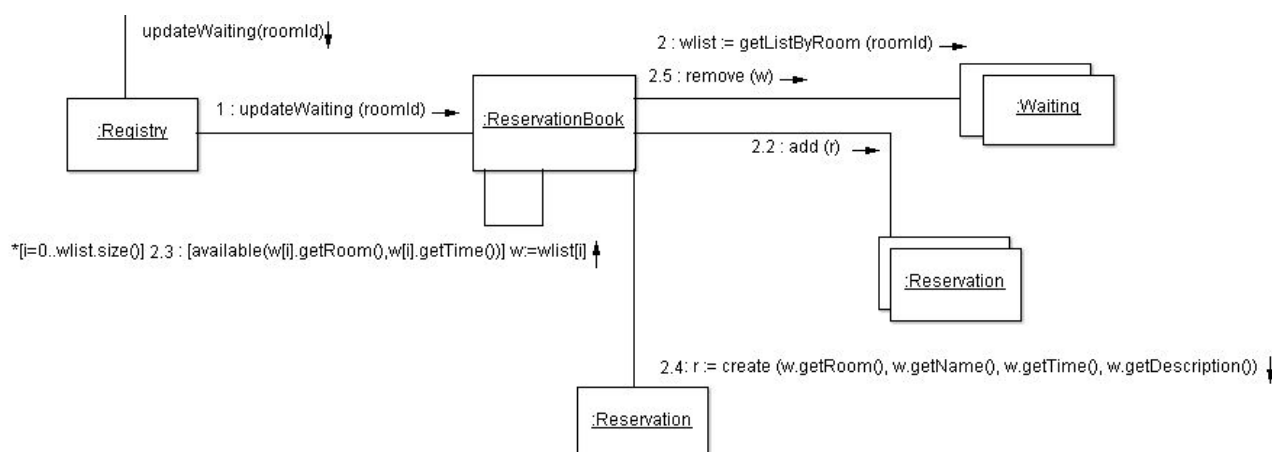 updateWaiting(roomId)
2 : wlist := getListByRoom (roomId)
2.5 : remove (w)
1 : updateWaiting (roomId)
:Registry
:ReservationBook
:Waiting
2.2 : add (r)
*[i=0..wlist.size()] 2.3 : [available(w[i].getRoom(),w[i].getTime())] w:=wlist[i]
:Reservation
2.4: r := create (w.getRoom(), w.getName(), w.getTime(), w.getDescription())
:Reservation